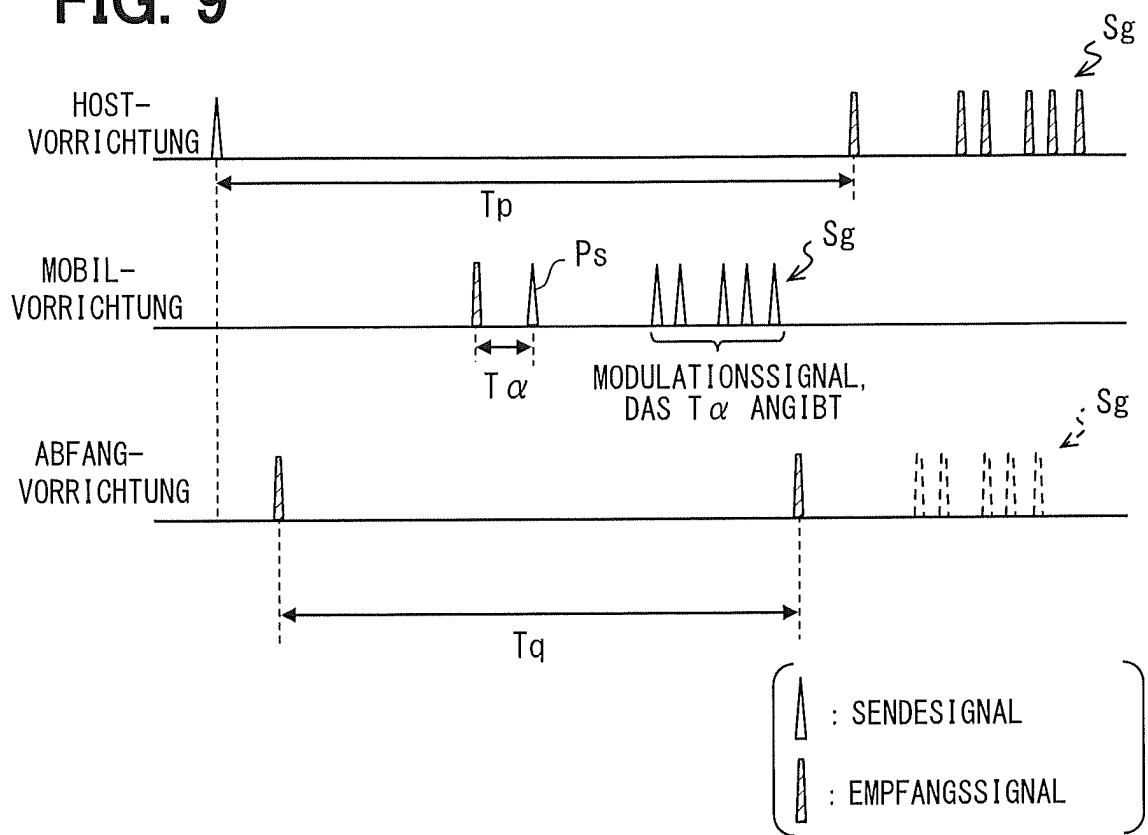 FIG. 9
Sg
HOST-
VORRICHTUNG
Tp
Sg
Ps
MOBIL-
VORRICHTUNG
Tα
MODULATIONSSIGNAL,
DAS Tα ANGIBT
Sg
ABFANG-
VORRICHTUNG
Tq
: SENDESIGNAL
: EMPFANGSSIGNAL